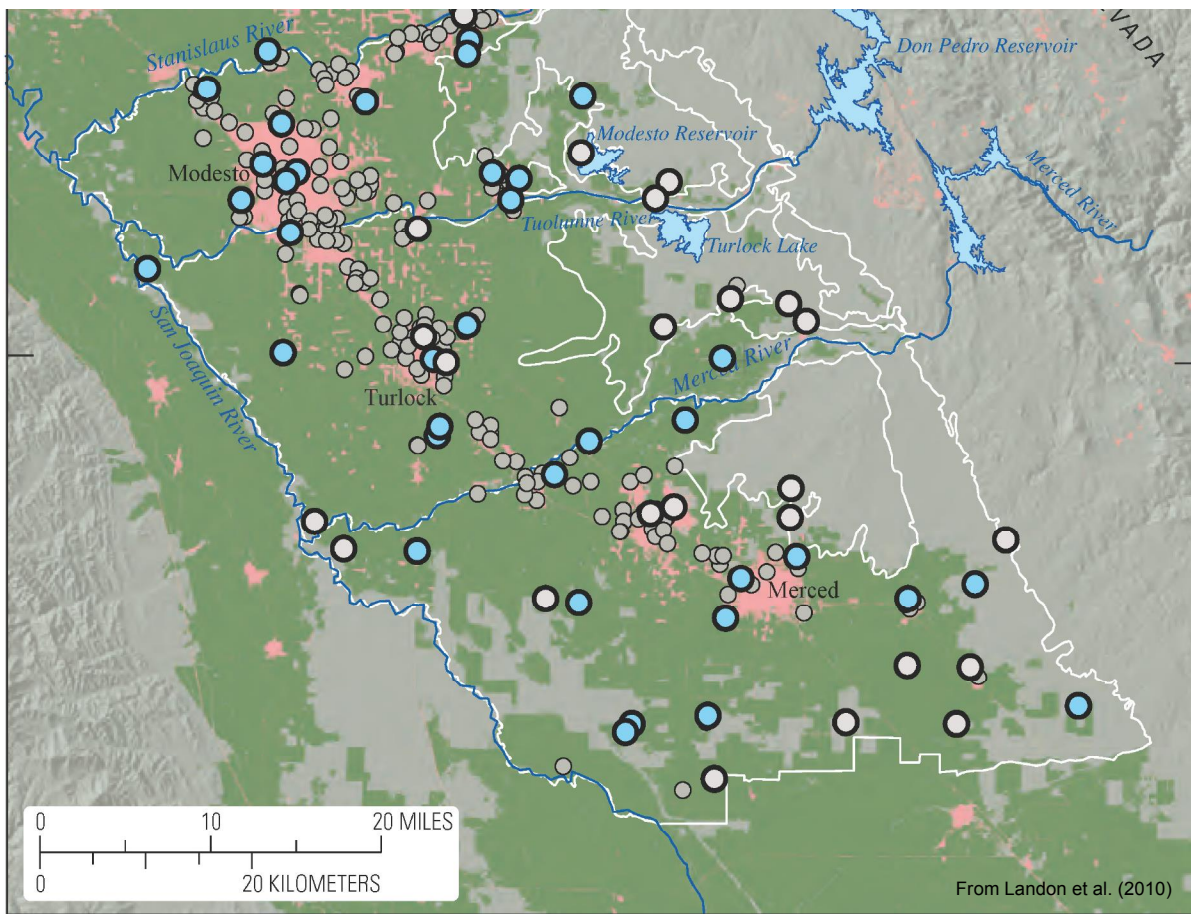 VADA
Stanislaus River
Don Pedro Reservoir
Modesto Reservoir
Modesto
Merced River
Tuolumne River
Turlock Lake
San Joaquin River
Merced River
Turlock
Merced
0 10 20 MILES
0 20 KILOMETERS
From Landon et al. (2010)